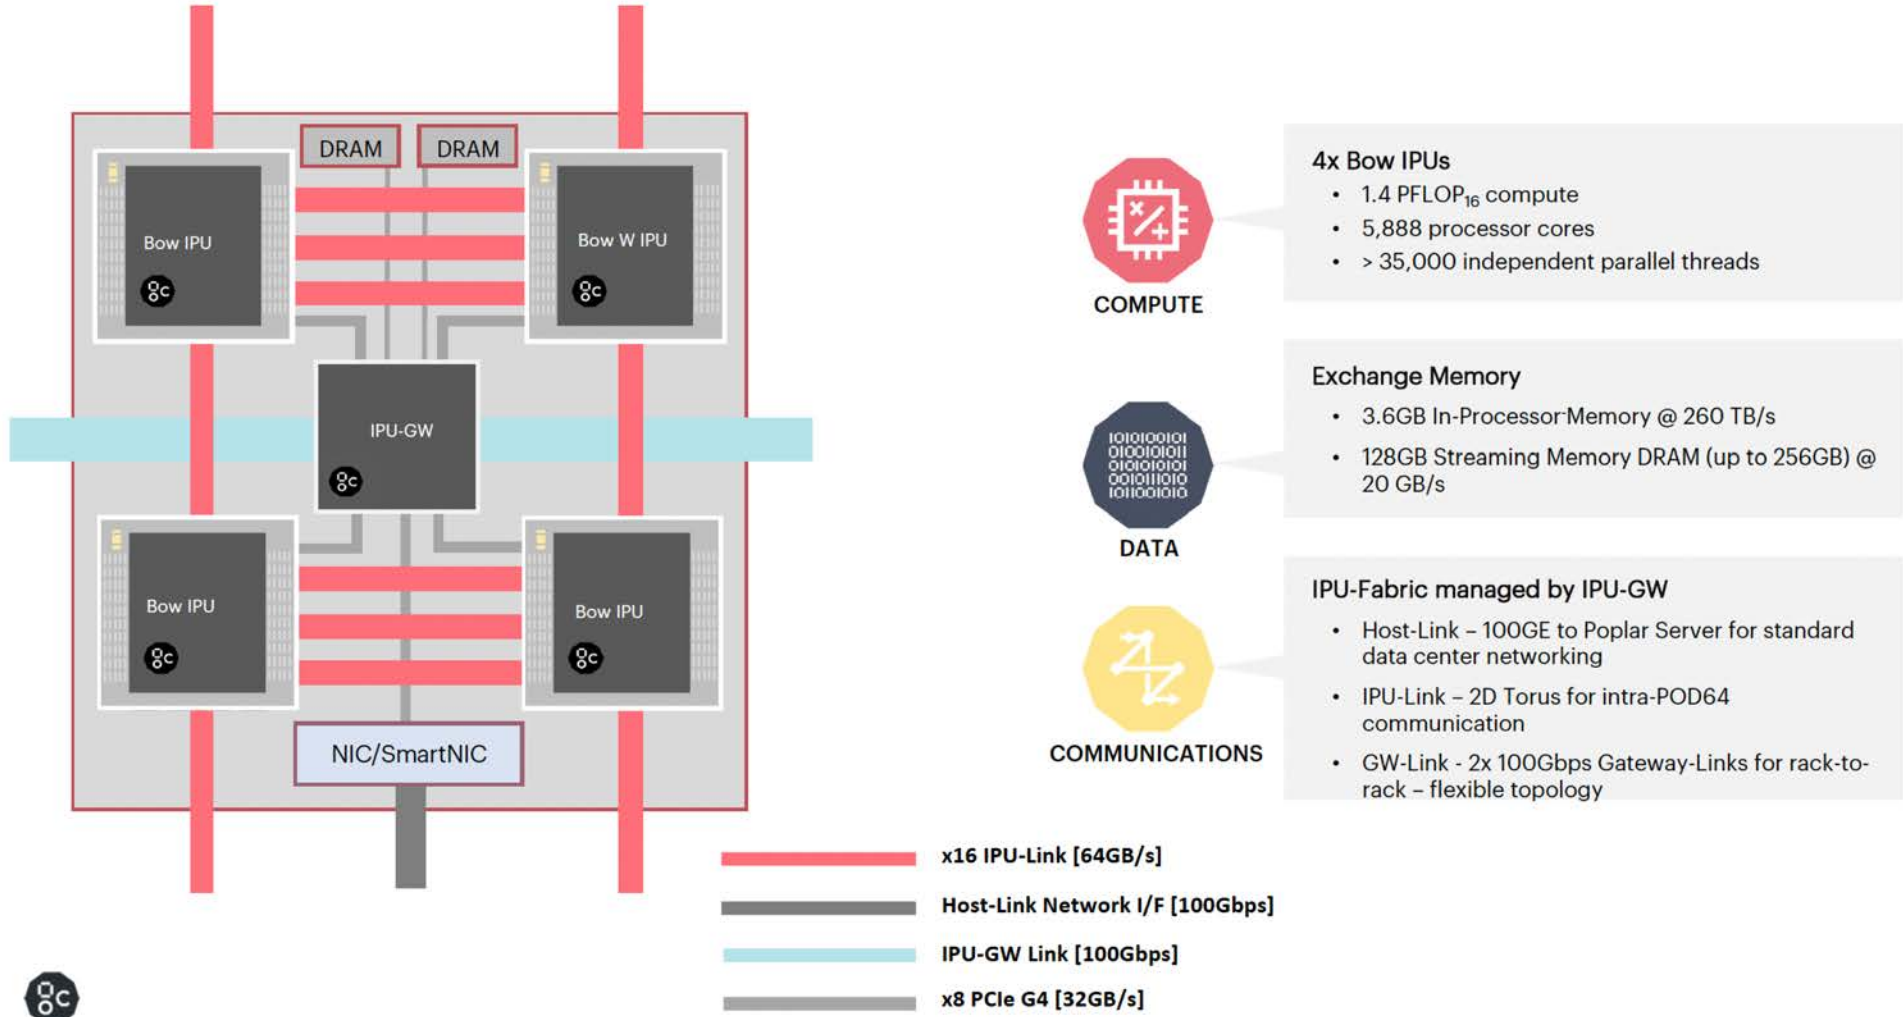 DRAM DRAM
Bow IPU
Bow W IPU
IPU-GW
Bow IPU
Bow IPU
NIC/SmartNIC
COMPUTE
4x Bow IPUs
• 1.4 PFLOP₁₆ compute
• 5,888 processor cores
• > 35,000 independent parallel threads
1010100101
0100101011
0101010101
0010111010
1011001010
DATA
Exchange Memory
• 3.6GB In-Processor-Memory @ 260 TB/s
• 128GB Streaming Memory DRAM (up to 256GB) @
20 GB/s
COMMUNICATIONS
IPU-Fabric managed by IPU-GW
• Host-Link – 100GE to Poplar Server for standard
data center networking
• IPU-Link – 2D Torus for intra-POD64
communication
• GW-Link - 2x 100Gbps Gateway-Links for rack-to-
rack – flexible topology
x16 IPU-Link [64GB/s]
Host-Link Network I/F [100Gbps]
IPU-GW Link [100Gbps]
x8 PCIe G4 [32GB/s]